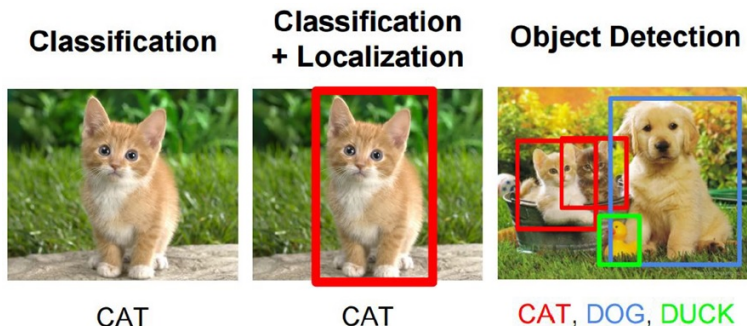 Classification
Classification
+ Localization
Object Detection
CAT
CAT
CAT, DOG, DUCK